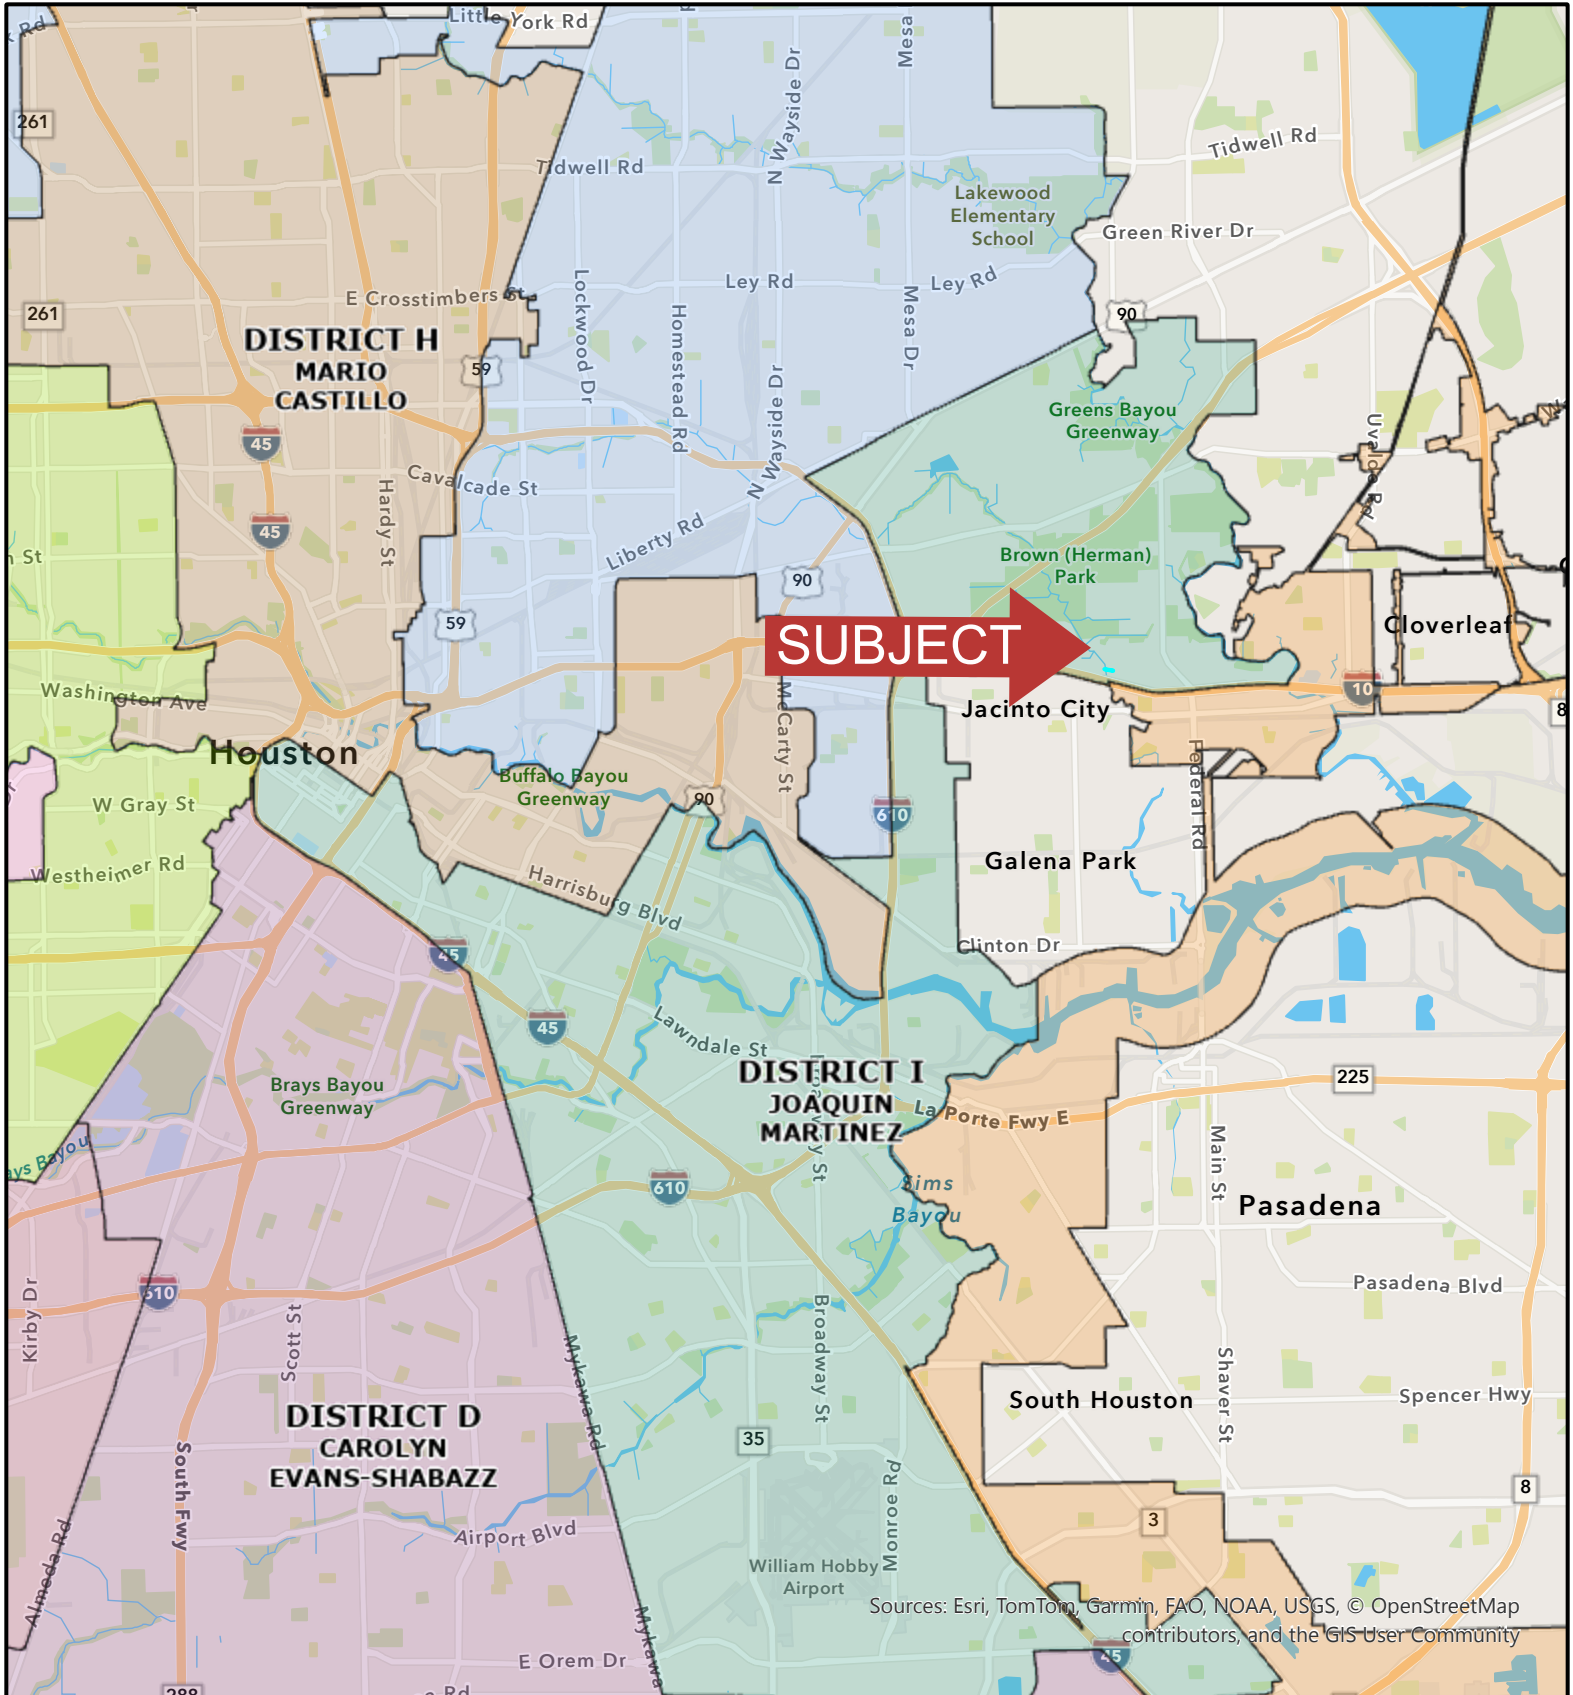 Little York Rd
Mesa
Rd
N Wayside Dr
261
Tidwell Rd
Tidwell Rd
Lakewood
Elementary
School
Green River Dr
Ley Rd
Ley Rd
E Crosstimbers St
261
90
DISTRICT H
MARIO
CASTILLO
59
Lockwood Dr
Homestead Rd
Mesa Dr
N Wayside Dr
Greens Bayou
Greenway
Uvalde Rd
45
Cavalcade St
Hardy St
45
Liberty Rd
Brown (Herman)
Park
90
59
SUBJECT
Cloverleaf
10
Washington Ave
McCarty St
Jacinto City
8
Houston
Buffalo Bayou
Greenway
90
Federal Rd
W Gray St
610
Galena Park
Westheimer Rd
Harrisburg Blvd
Clinton Dr
45
45
Lawndale St
DISTRICT I
JOAQUIN
MARTINEZ
Broadway St
225
La Porte Fwy E
Brays Bayou
Greenway
Main St
610
Sims
Bayou
Pasadena
Kirby Dr
610
Scott St
Pasadena Blvd
Mykawa Rd
Broadway St
Shaver St
DISTRICT D
CAROLYN
EVANS-SHABAZZ
South Houston
Spencer Hwy
35
South Fwy
Monroe Rd
8
3
Almeda Rd
Airport Blvd
William Hobby
Airport
Sources: Esri, TomTom, Garmin, FAO, NOAA, USGS, © OpenStreetMap
contributors, and the GIS User Community
Mykawa
E Orem Dr
45
288
Rd